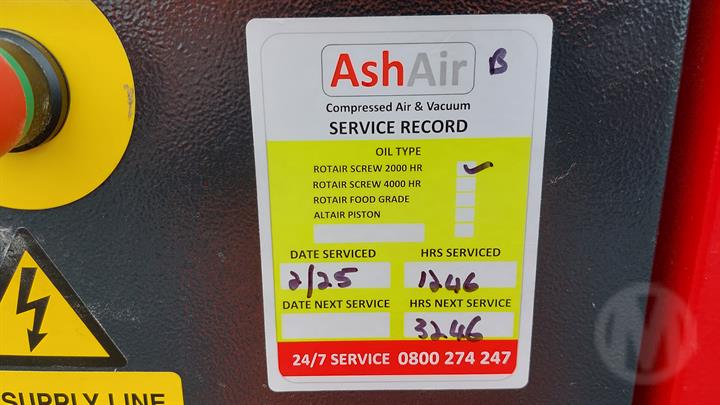 AshAir B
Compressed Air & Vacuum
SERVICE RECORD
OIL TYPE
ROTAIR SCREW 2000 HR ✓
ROTAIR SCREW 4000 HR
ROTAIR FOOD GRADE
ALTAIR PISTON
DATE SERVICED HRS SERVICED
2/25 1246
DATE NEXT SERVICE HRS NEXT SERVICE
3246
24/7 SERVICE 0800 274 247
SUPPLY LINE
M